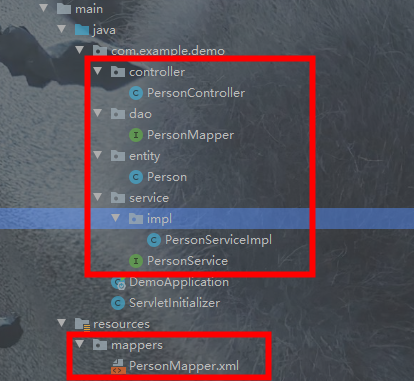 main
java
com.example.demo
controller
PersonController
dao
PersonMapper
entity
Person
service
impl
PersonServiceImpl
PersonService
DemoApplication
ServletInitializer
resources
mappers
PersonMapper.xml